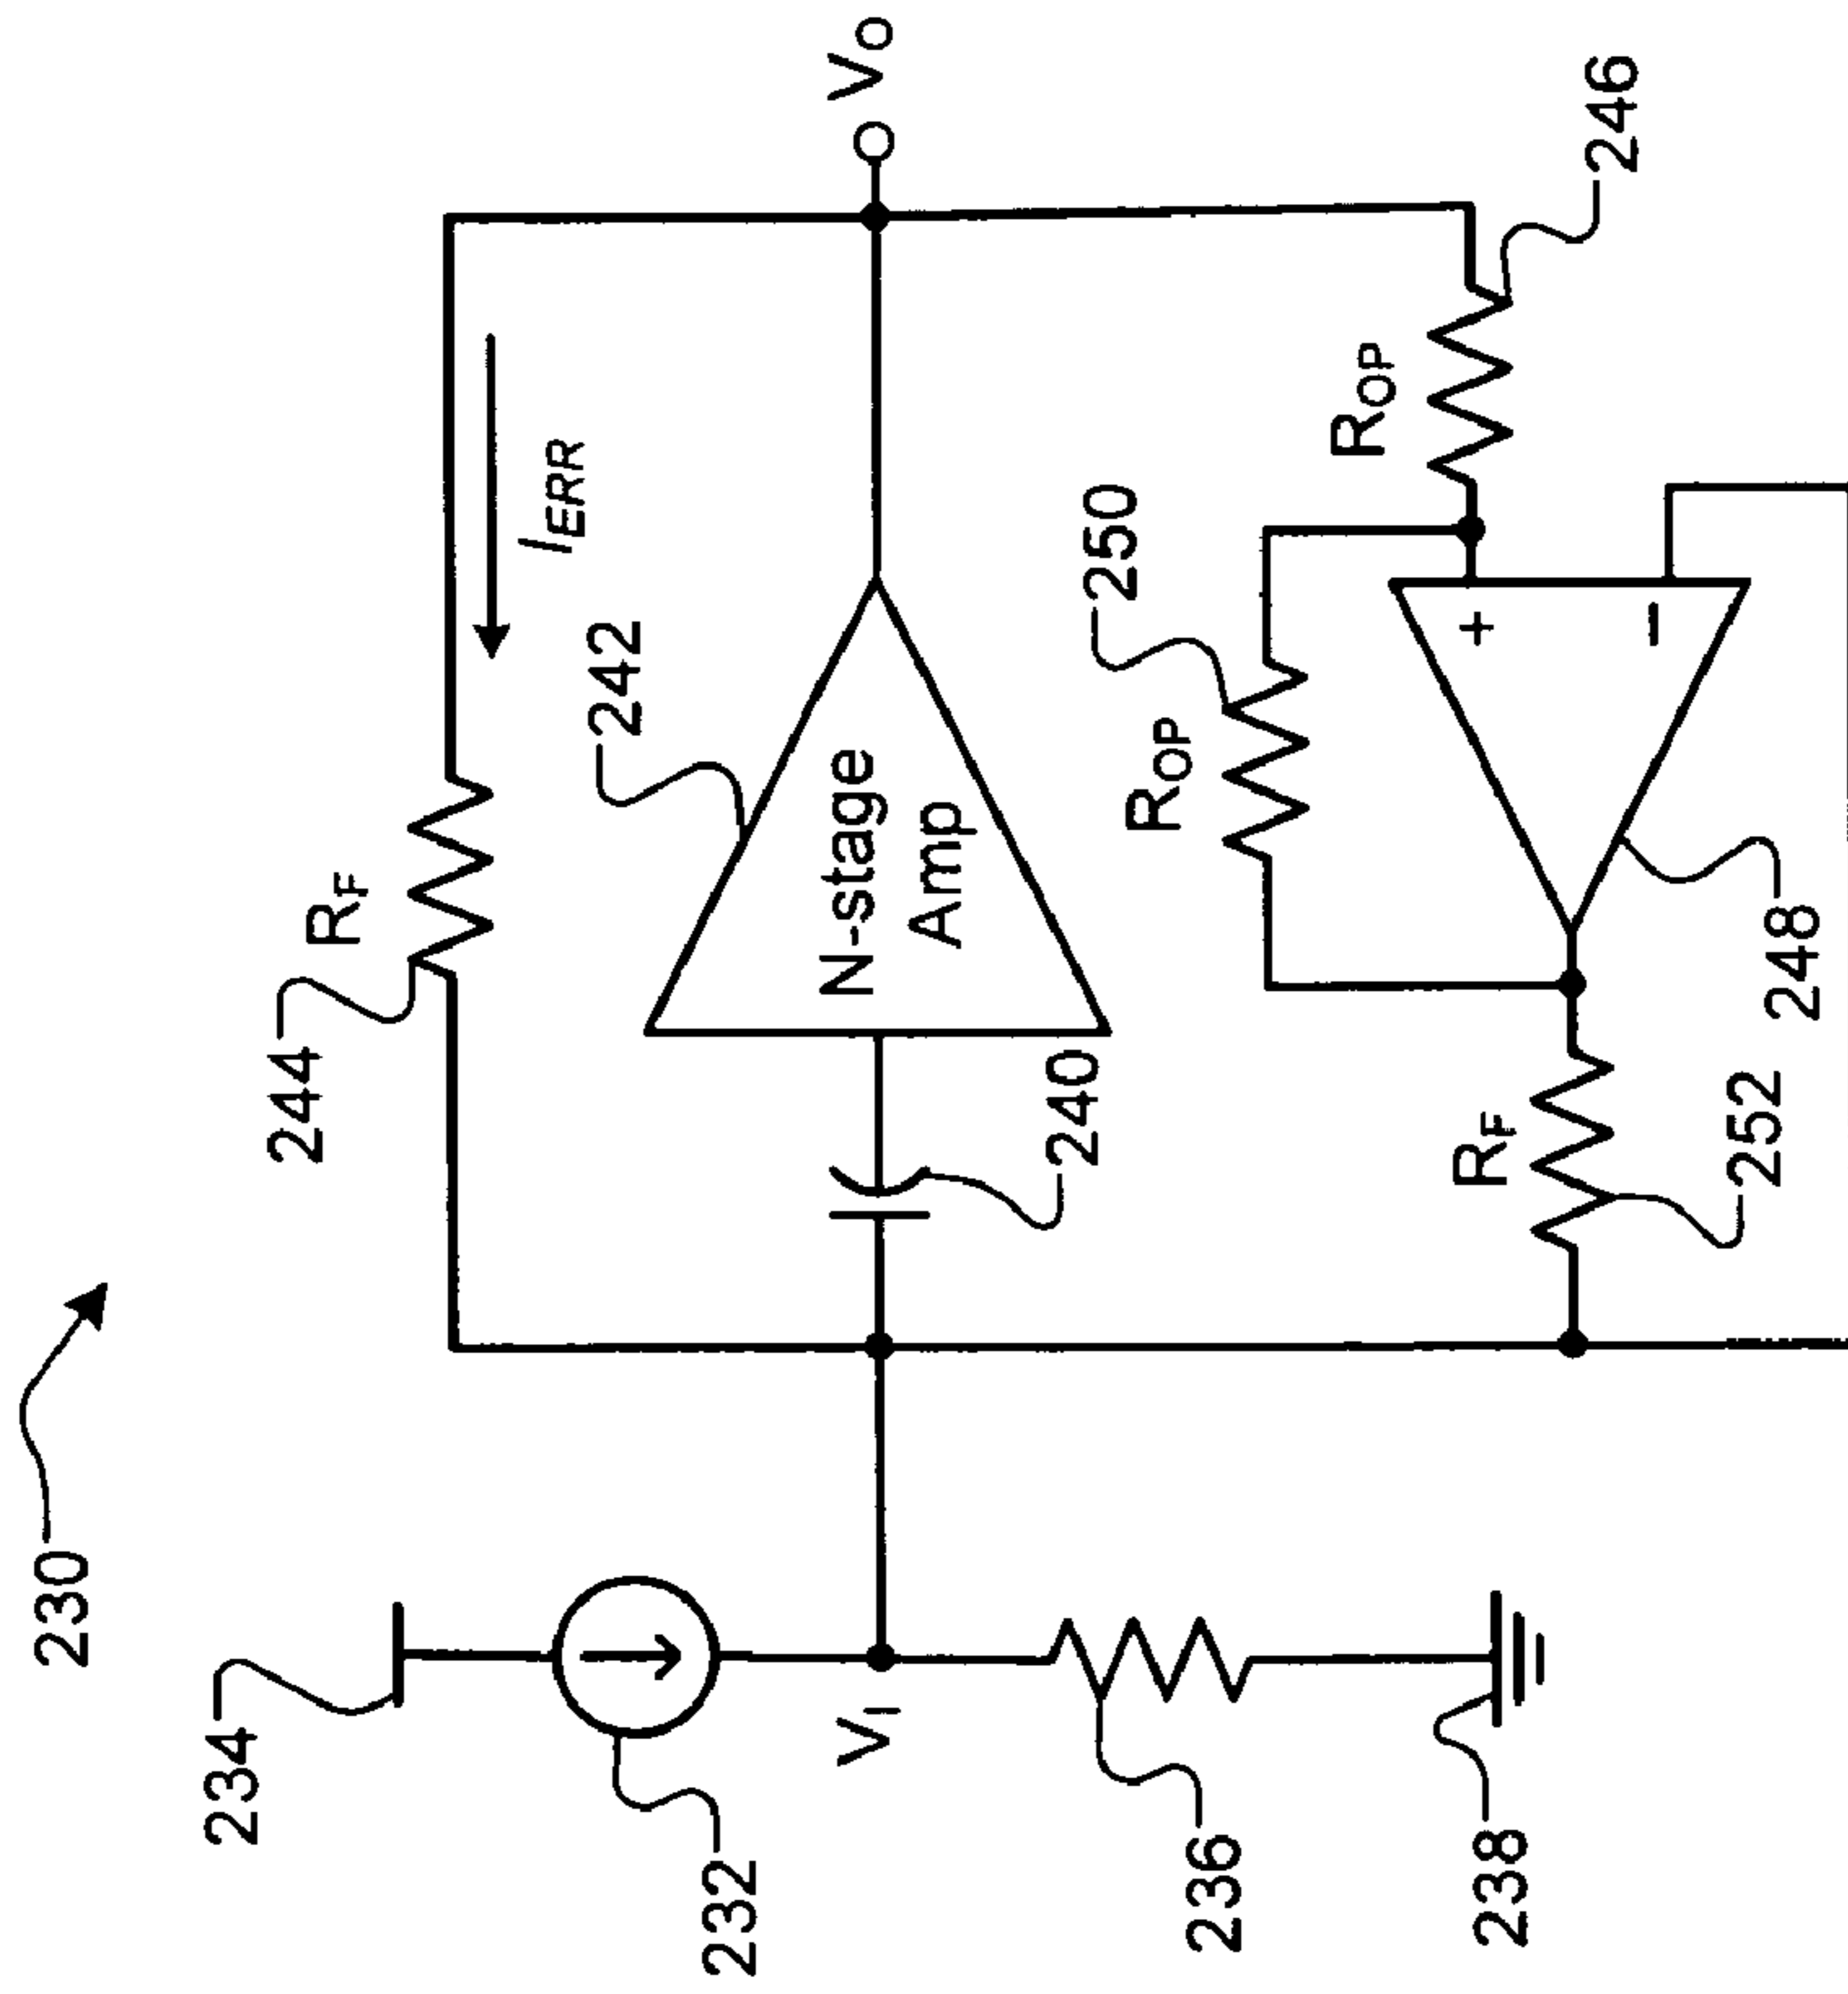 230
244
R_F
I_ERR
234
242
N-stage
Amp
V_O
232
V_I
240
250
R_OP
R_OP
246
236
+
–
R_F
238
252
248